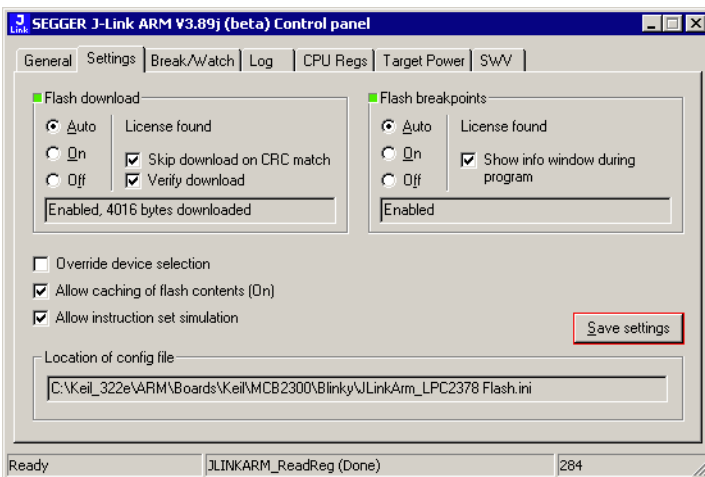 J Link SEGGER J-Link ARM V3.89j (beta) Control panel
General Settings Break/Watch Log CPU Regs Target Power SWV
Flash download
Auto License found
On Skip download on CRC match
Off Verify download
Enabled, 4016 bytes downloaded
Flash breakpoints
Auto License found
On Show info window during
Off program
Enabled
Override device selection
Allow caching of flash contents (On)
Allow instruction set simulation
Save settings
Location of config file
C:\Keil_322e\ARM\Boards\Keil\MCB2300\Blinky\JLinkArm_LPC2378 Flash.ini
Ready JLINKARM_ReadReg (Done) 284